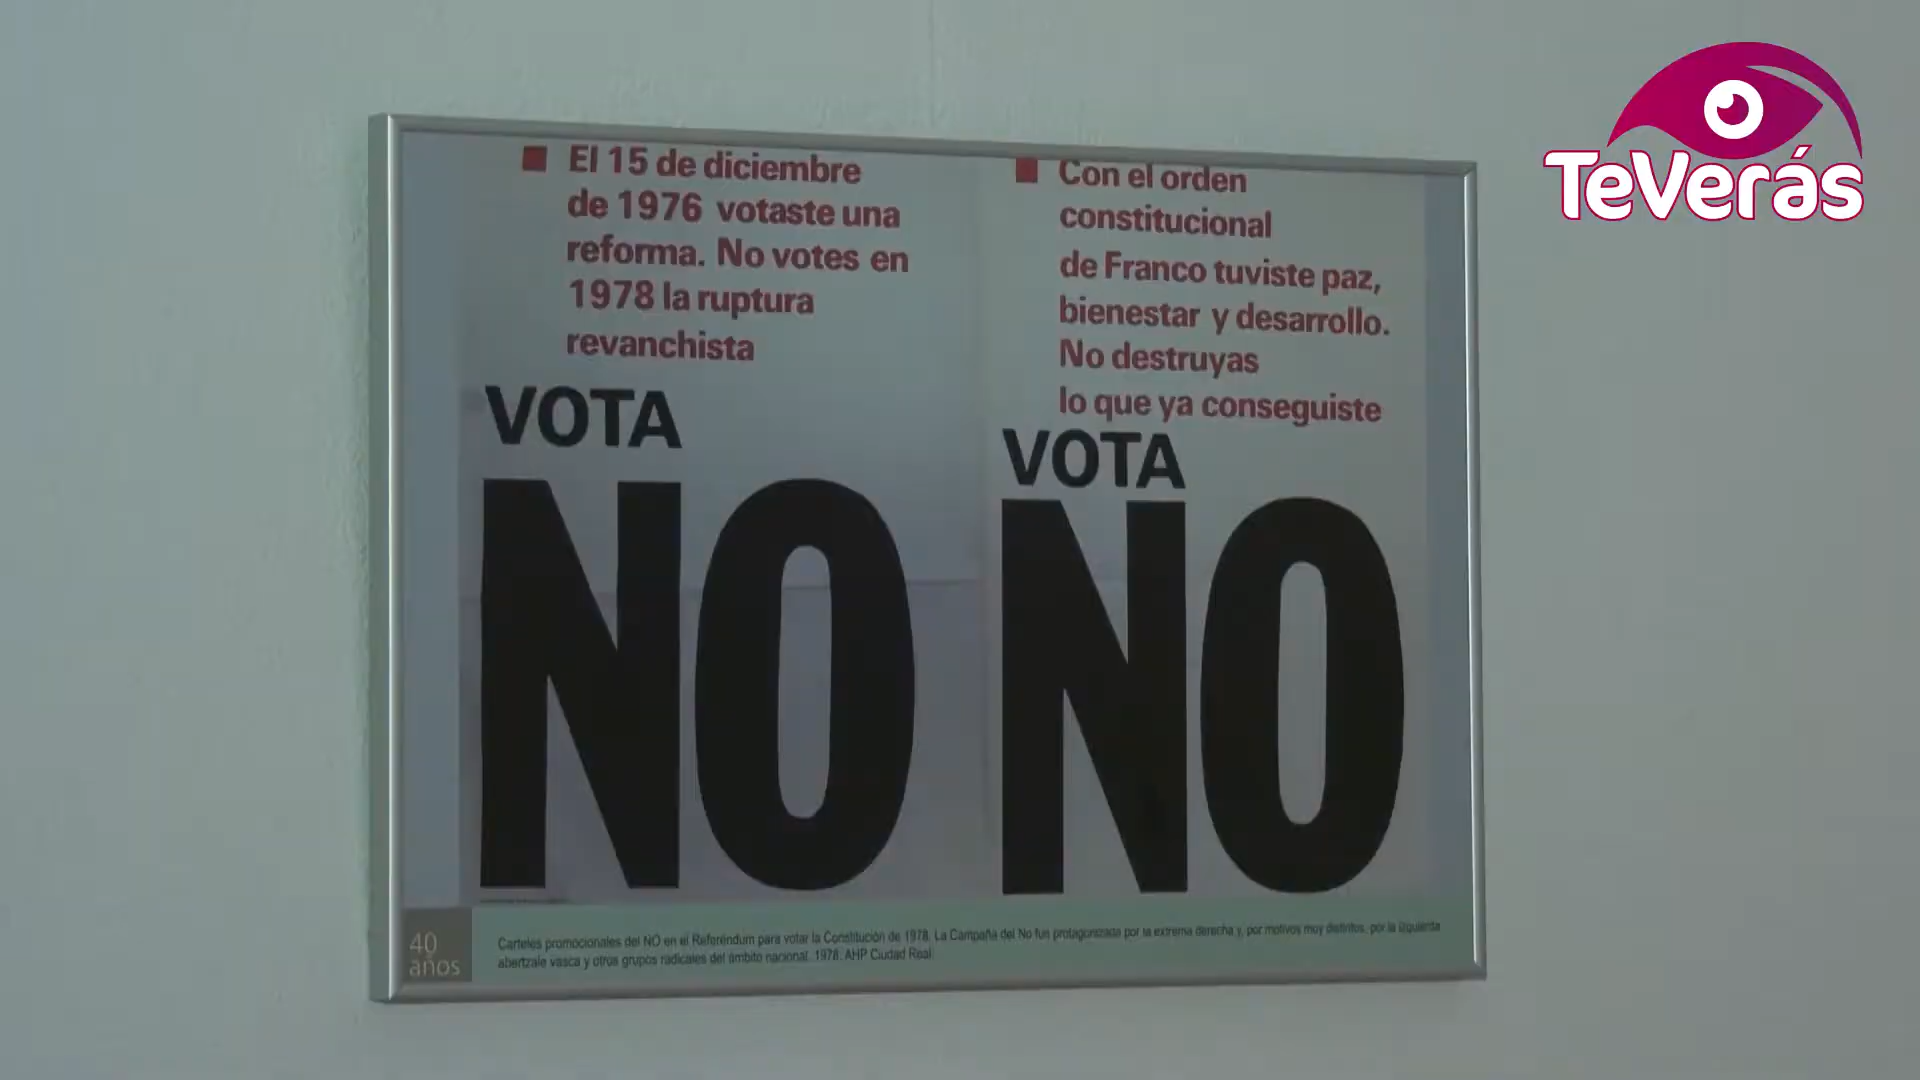 TeVerás
El 15 de diciembre
de 1976 votaste una
reforma. No votes en
1978 la ruptura
revanchista
VOTA
NO
Con el orden
constitucional
de Franco tuviste paz,
bienestar y desarrollo.
No destruyas
lo que ya conseguiste
VOTA
NO
40
años
Carteles promocionales del NO en el Referéndum para votar la Constitución de 1978. La Campaña del No fue protagonizada por la extrema derecha y, por motivos muy distintos, por la izquierda
abertzale vasca y otros grupos radicales del ámbito nacional. 1978. AHP Ciudad Real